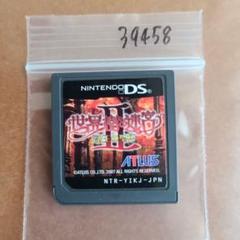 39458
NINTENDO DS
世界樹の迷宮
II
ATLUS
©ATLUS CO.,LTD. 2007 ALL RIGHTS RESERVED.
NTR-YIKJ-JPN